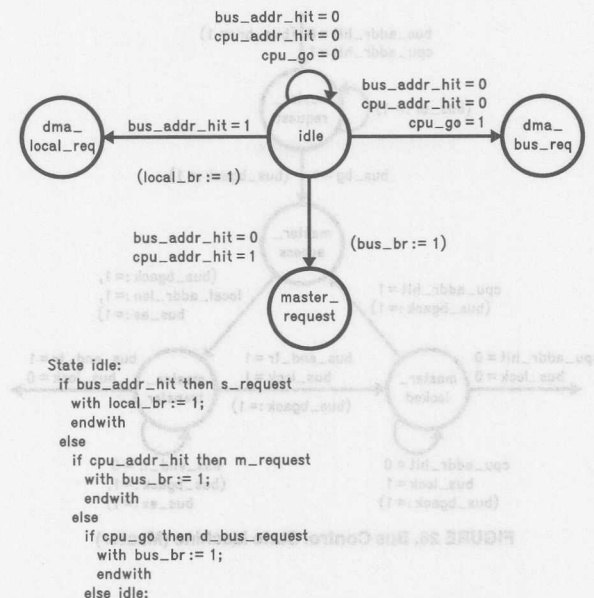 bus_addr_hit = 0
cpu_addr_hit = 0
cpu_go = 0
bus_addr_hit = 0
cpu_addr_hit = 0
cpu_go = 1
dma_
local_req
bus_addr_hit = 1
idle
dma_
bus_req
(local_br := 1)
bus_addr_hit = 0
cpu_addr_hit = 1
(bus_br := 1)
master_
request
State idle:
if bus_addr_hit then s_request
with local_br := 1;
endwith
else
if cpu_addr_hit then m_request
with bus_br := 1;
endwith
else
if cpu_go then d_bus_request
with bus_br := 1;
endwith
else idle;